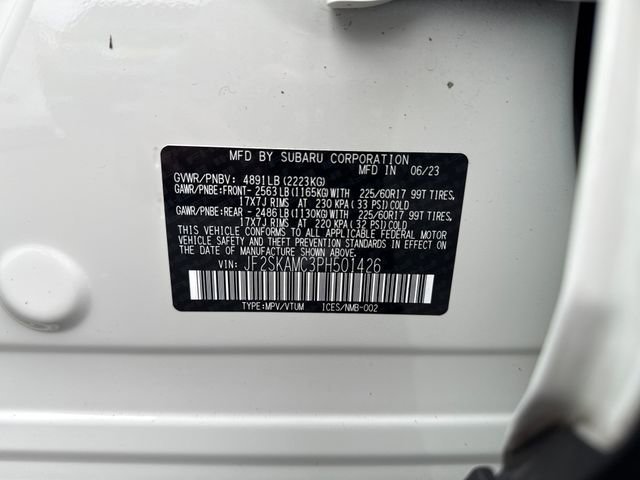 MFD BY SUBARU CORPORATION
MFD IN 06/23
GVWR/PNBV: 4891LB (2223KG)
GAWR/PNBE:FRONT- 2563LB (1165KG)WITH 225/60R17 99T TIRES,
17X7J RIMS AT 230 KPA(33 PSI)COLD
GAWR/PNBE:REAR -2486LB (1130KG)WITH 225/60R17 99T TIRES,
17X7J RIMS AT 220 KPA(32 PSI)COLD
THIS VEHICLE CONFORMS TO ALL APPLICABLE FEDERAL MOTOR
VEHICLE SAFETY AND THEFT PREVENTION STANDARDS IN EFFECT
ON THE DATE OF MANUFACTURE SHOWN ABOVE.
VIN: JF2SKAMC3PH501426
TYPE:MPV/VTUM ICES/NMB-002